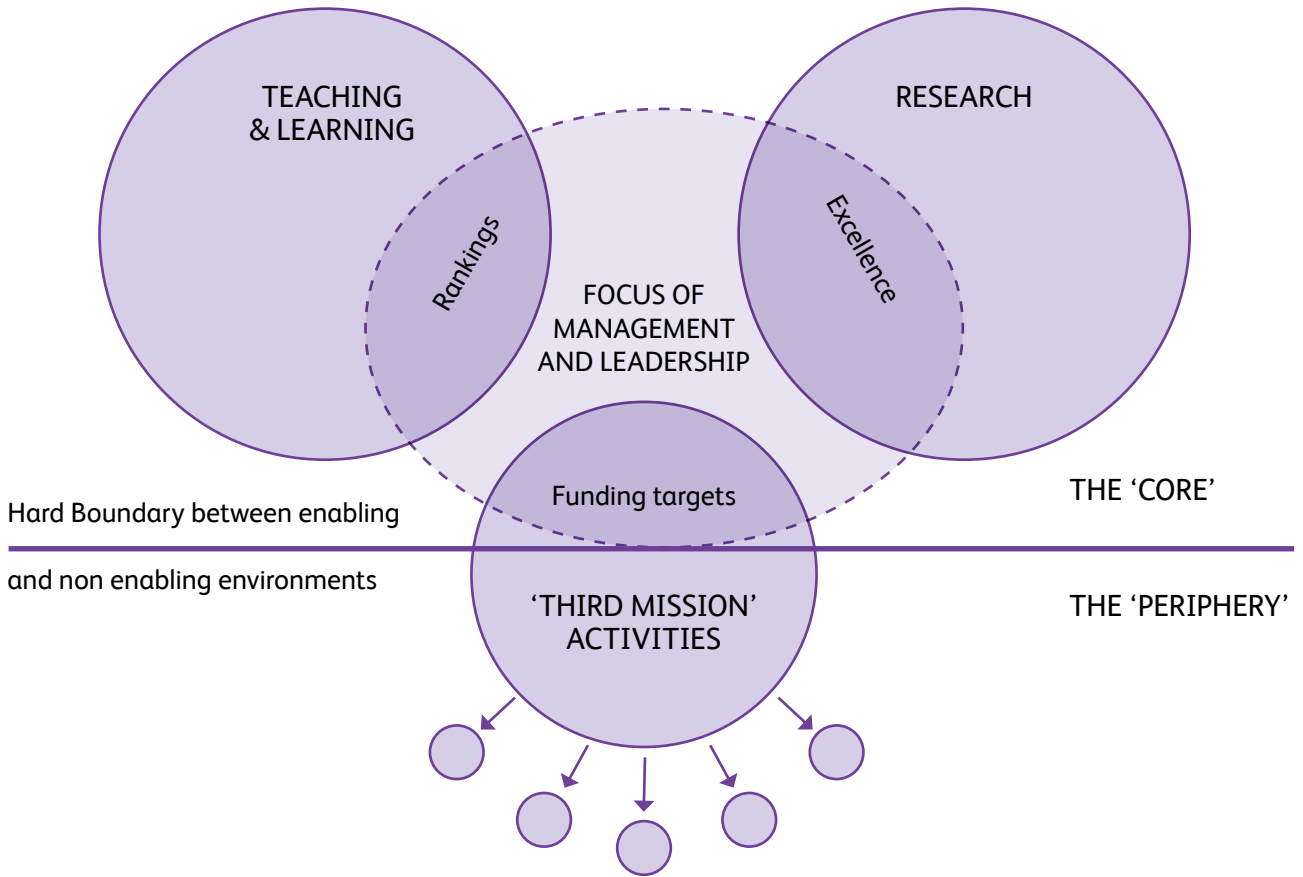 TEACHING
& LEARNING
RESEARCH
Rankings
Excellence
FOCUS OF
MANAGEMENT
AND LEADERSHIP
Funding targets
THE ‘CORE’
Hard Boundary between enabling
and non enabling environments
‘THIRD MISSION’
ACTIVITIES
THE ‘PERIPHERY’